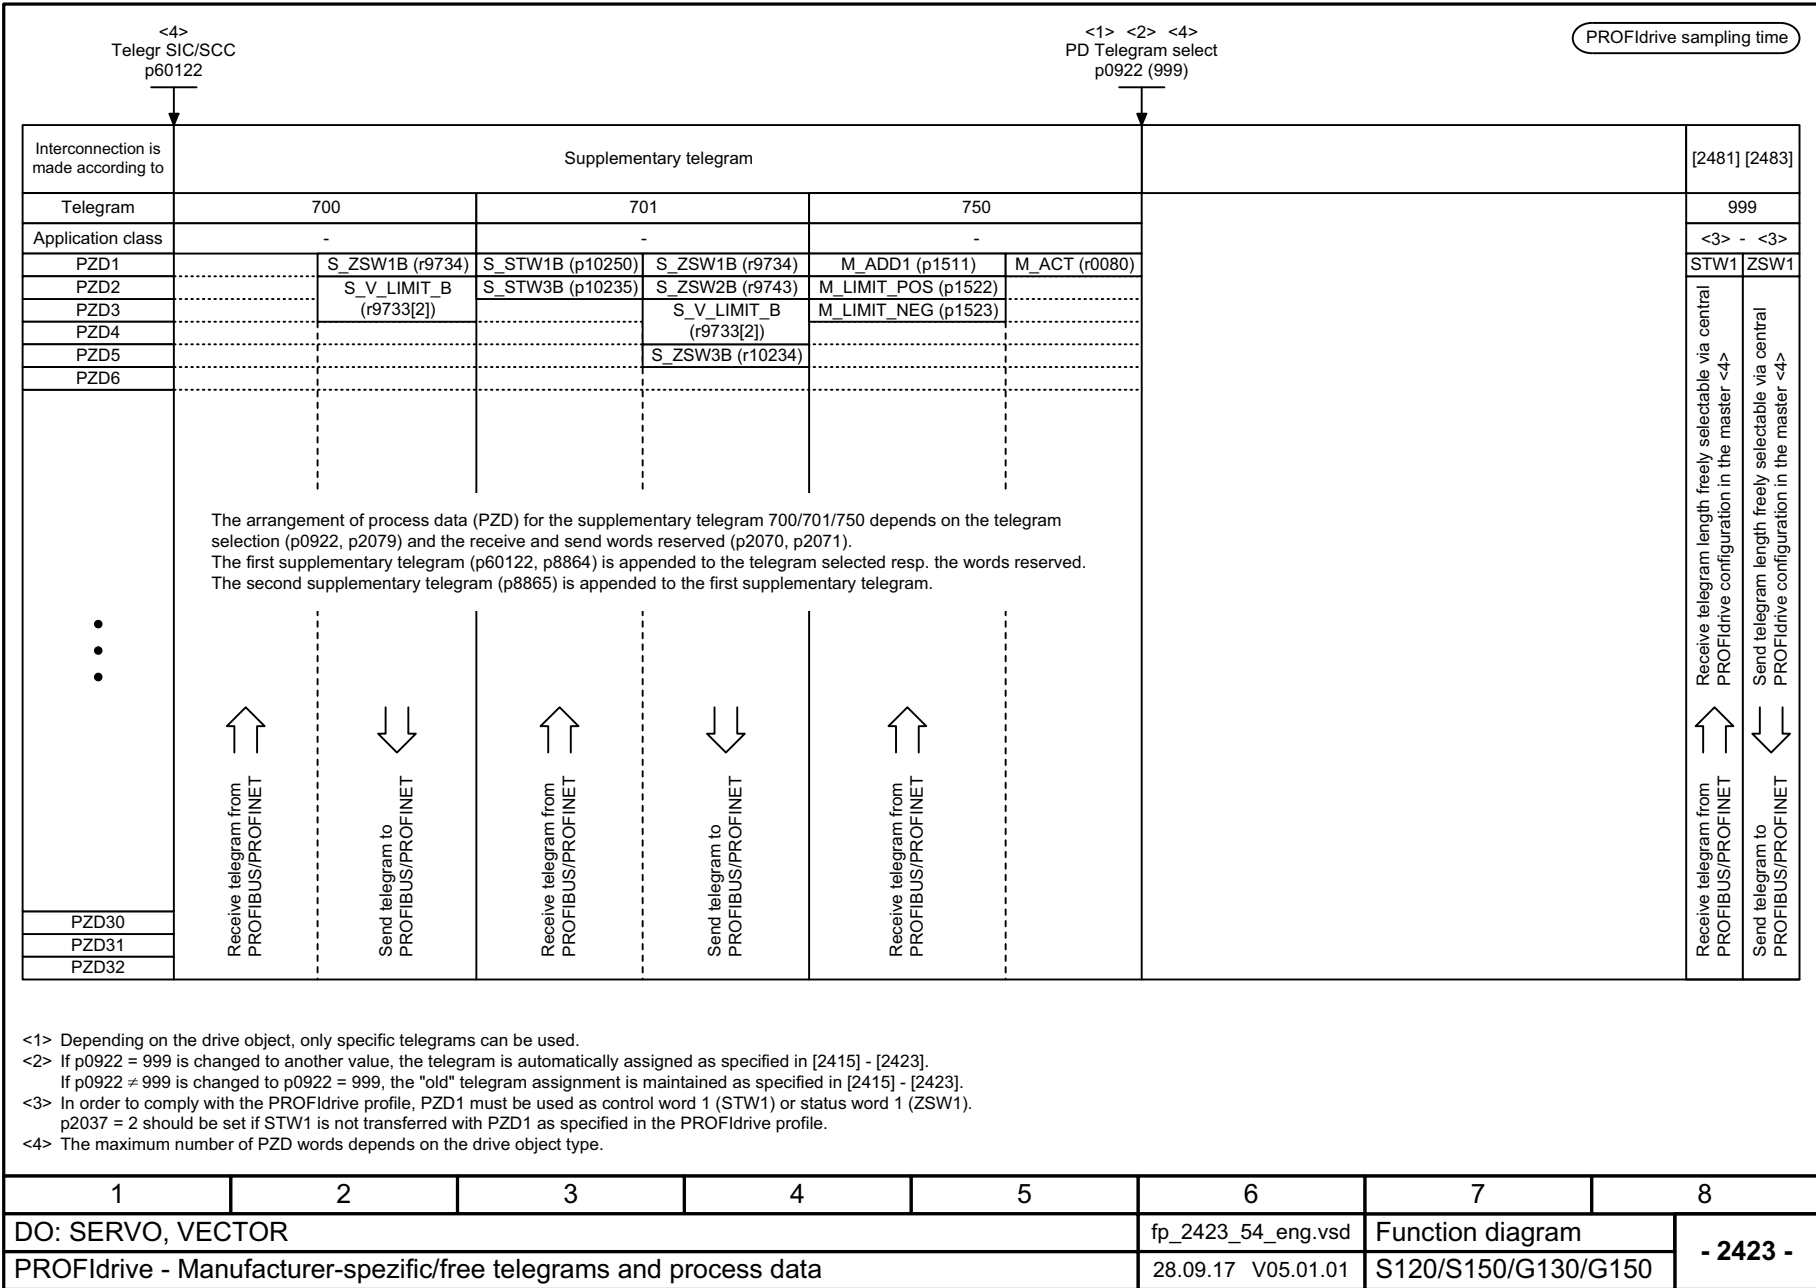 <4>
Telegr SIC/SCC
p60122
<1> <2> <4>
PD Telegram select
p0922 (999)
PROFIdrive sampling time
Interconnection is
made according to
Supplementary telegram
[2481] [2483]
Telegram 700 701 750 999
Application class - - - <3> - <3>
PZD1 S_ZSW1B (r9734) S_STW1B (p10250) S_ZSW1B (r9734) M_ADD1 (p1511) M_ACT (r0080) STW1 ZSW1
PZD2 S_V_LIMIT_B S_STW3B (p10235) S_ZSW2B (r9743) M_LIMIT_POS (p1522)
PZD3 (r9733[2]) S_V_LIMIT_B M_LIMIT_NEG (p1523)
PZD4 (r9733[2])
PZD5 S_ZSW3B (r10234)
PZD6
Receive telegram length freely selectable via central
PROFIdrive configuration in the master <4>
Send telegram length freely selectable via central
PROFIdrive configuration in the master <4>
The arrangement of process data (PZD) for the supplementary telegram 700/701/750 depends on the telegram
selection (p0922, p2079) and the receive and send words reserved (p2070, p2071).
The first supplementary telegram (p60122, p8864) is appended to the telegram selected resp. the words reserved.
The second supplementary telegram (p8865) is appended to the first supplementary telegram.
Receive telegram from
PROFIBUS/PROFINET
Send telegram to
PROFIBUS/PROFINET
Receive telegram from
PROFIBUS/PROFINET
Send telegram to
PROFIBUS/PROFINET
Receive telegram from
PROFIBUS/PROFINET
Receive telegram from
PROFIBUS/PROFINET
Send telegram to
PROFIBUS/PROFINET
PZD30
PZD31
PZD32
<1> Depending on the drive object, only specific telegrams can be used.
<2> If p0922 = 999 is changed to another value, the telegram is automatically assigned as specified in [2415] - [2423].
If p0922 ≠ 999 is changed to p0922 = 999, the "old" telegram assignment is maintained as specified in [2415] - [2423].
<3> In order to comply with the PROFIdrive profile, PZD1 must be used as control word 1 (STW1) or status word 1 (ZSW1).
p2037 = 2 should be set if STW1 is not transferred with PZD1 as specified in the PROFIdrive profile.
<4> The maximum number of PZD words depends on the drive object type.
1 2 3 4 5 6 7 8
DO: SERVO, VECTOR fp_2423_54_eng.vsd Function diagram
- 2423 -
PROFIdrive - Manufacturer-spezific/free telegrams and process data 28.09.17 V05.01.01 S120/S150/G130/G150